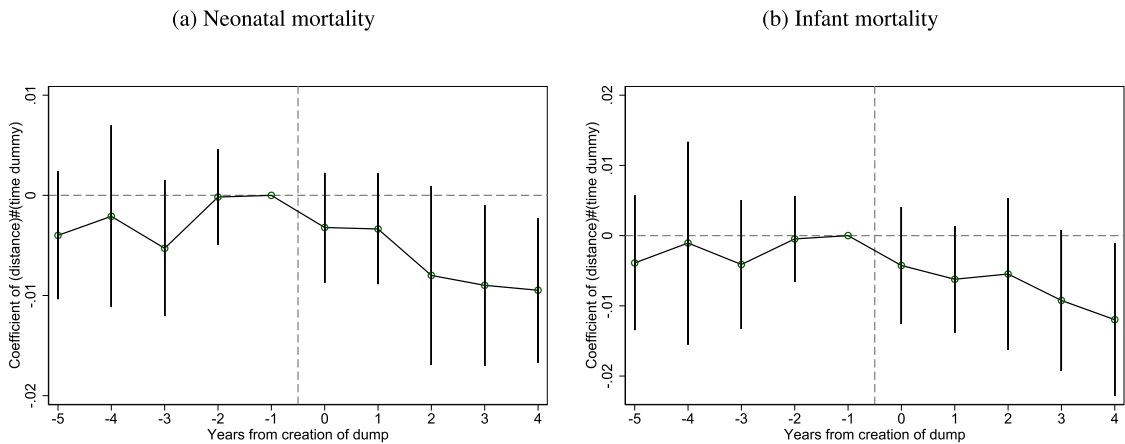 (a) Neonatal mortality
Coefficient of (distance)#(time dummy)
.01
0
-.01
-.02
-5 -4 -3 -2 -1 0 1 2 3 4
Years from creation of dump
(b) Infant mortality
Coefficient of (distance)#(time dummy)
.02
.01
0
-.01
-.02
-5 -4 -3 -2 -1 0 1 2 3 4
Years from creation of dump